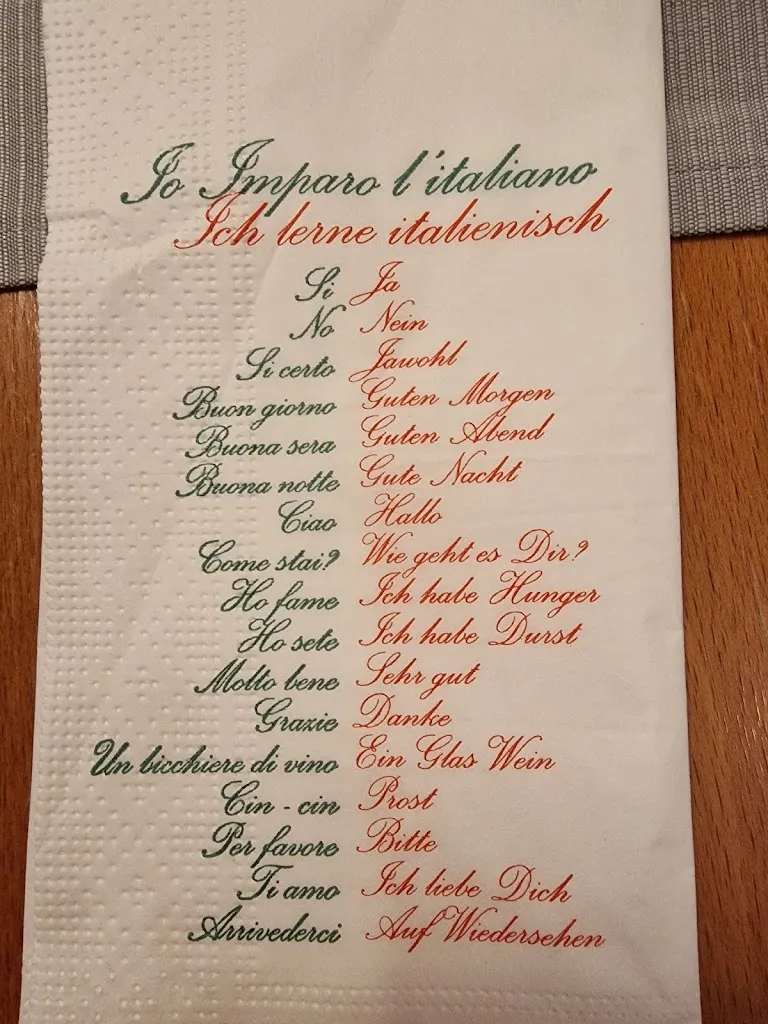 Io Imparo l'italiano
Ich lerne italienisch
Si Ja
No Nein
Si certo Jawohl
Buon giorno Guten Morgen
Buona sera Guten Abend
Buona notte Gute Nacht
Ciao Hallo
Come stai? Wie geht es Dir?
Ho fame Ich habe Hunger
Ho sete Ich habe Durst
Molto bene Sehr gut
Grazie Danke
Un bicchiere di vino Ein Glas Wein
Cin - cin Prost
Per favore Bitte
Ti amo Ich liebe Dich
Arrivederci Auf Wiedersehen